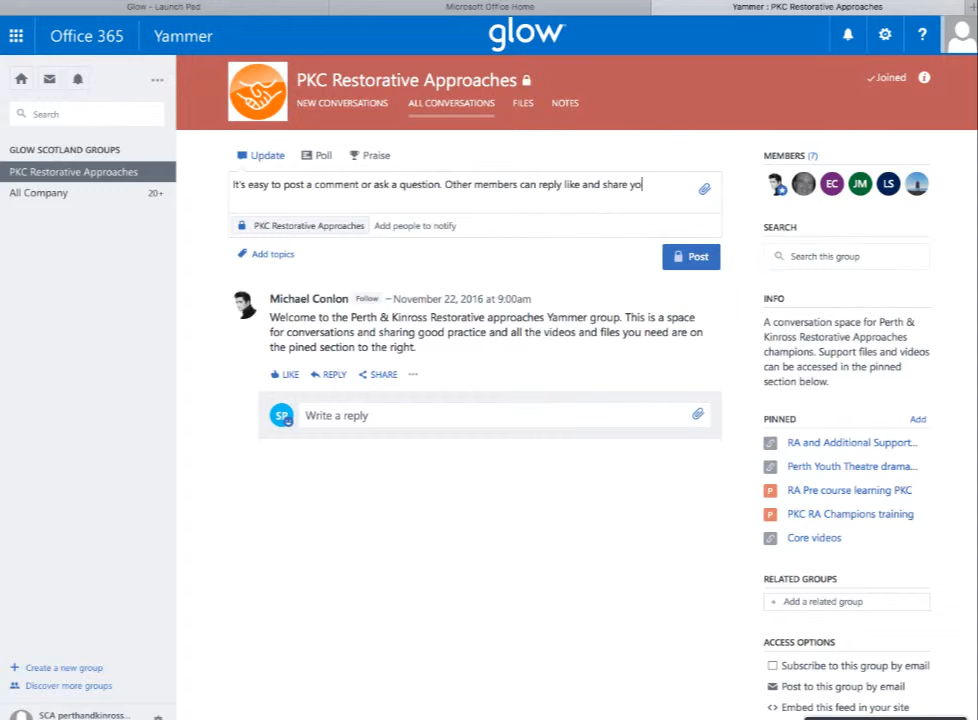 Glow - Launch Pad
Microsoft Office Home
Yammer : PKC Restorative Approaches
Office 365
Yammer
glow
?
PKC Restorative Approaches
NEW CONVERSATIONS
ALL CONVERSATIONS
FILES
NOTES
Joined
Search
GLOW SCOTLAND GROUPS
PKC Restorative Approaches
All Company 20+
Update
Poll
Praise
It's easy to post a comment or ask a question. Other members can reply like and share yo
PKC Restorative Approaches
Add people to notify
Add topics
Post
Michael Conlon Follow – November 22, 2016 at 9:00am
Welcome to the Perth & Kinross Restorative approaches Yammer group. This is a space
for conversations and sharing good practice and all the videos and files you need are on
the pined section to the right.
LIKE
REPLY
SHARE
SP
Write a reply
MEMBERS (7)
EC
JM
LS
SEARCH
Search this group
INFO
A conversation space for Perth &
Kinross Restorative Approaches
champions. Support files and videos
can be accessed in the pinned
section below.
PINNED Add
RA and Additional Support...
Perth Youth Theatre drama...
P RA Pre course learning PKC
P PKC RA Champions training
Core videos
RELATED GROUPS
+ Add a related group
ACCESS OPTIONS
Subscribe to this group by email
Post to this group by email
Embed this feed in your site
+ Create a new group
Discover more groups
SCA perthandkinross...